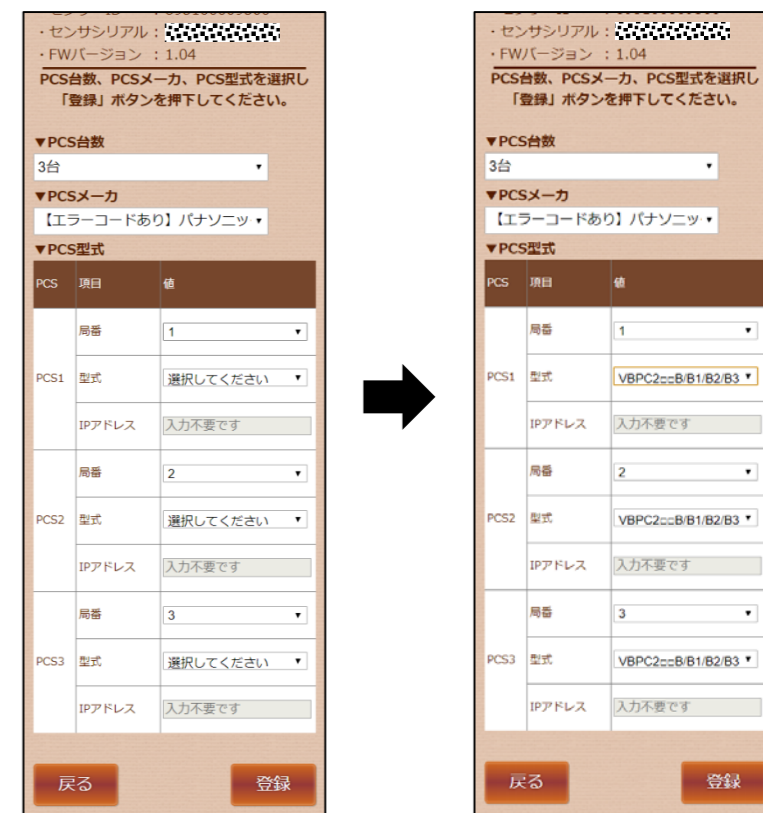 ・センサシリアル：
・FWバージョン ：1.04
PCS台数、PCSメーカ、PCS型式を選択し
「登録」ボタンを押下してください。
▼PCS台数
3台
▼PCSメーカ
【エラーコードあり】パナソニッ
▼PCS型式
PCS 項目 値
局番 1
PCS1 型式 選択してください
IPアドレス 入力不要です
局番 2
PCS2 型式 選択してください
IPアドレス 入力不要です
局番 3
PCS3 型式 選択してください
IPアドレス 入力不要です
戻る 登録
・センサシリアル：
・FWバージョン ：1.04
PCS台数、PCSメーカ、PCS型式を選択し
「登録」ボタンを押下してください。
▼PCS台数
3台
▼PCSメーカ
【エラーコードあり】パナソニッ
▼PCS型式
PCS 項目 値
局番 1
PCS1 型式 VBPC2□□B/B1/B2/B3
IPアドレス 入力不要です
局番 2
PCS2 型式 VBPC2□□B/B1/B2/B3
IPアドレス 入力不要です
局番 3
PCS3 型式 VBPC2□□B/B1/B2/B3
IPアドレス 入力不要です
戻る 登録